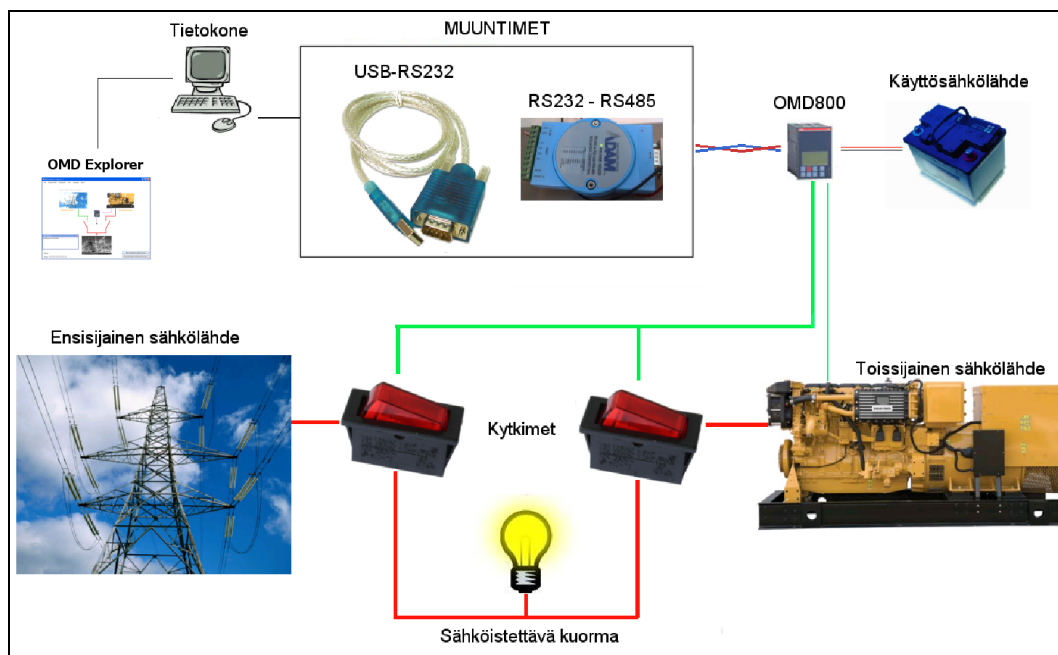 Tietokone
MUUNTIMET
USB-RS232
RS232 - RS485
ADAM
OMD800
Käyttösähkölähde
OMD Explorer
Ensisijainen sähkölähde
Toissijainen sähkölähde
Kytkimet
Sähköistettävä kuorma